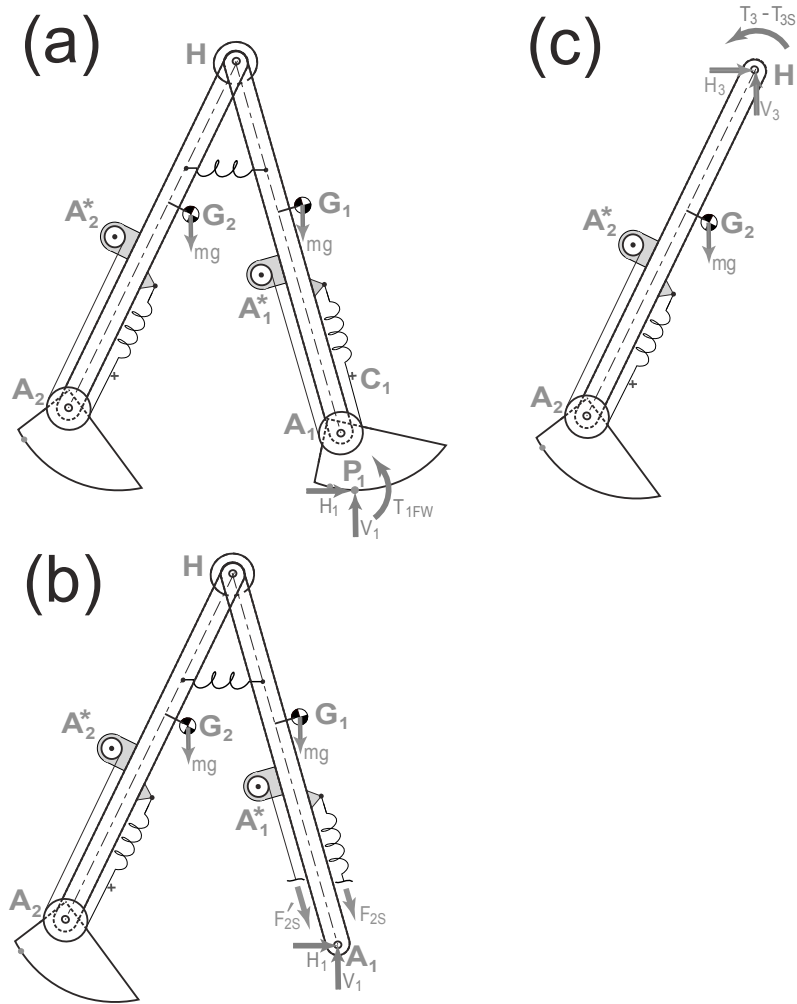 (a)
H
A*2
G2
mg
G1
mg
A*1
C1
A2
A1
P1
H1
V1
T1FW
(c)
T3 - T3S
H
H3
V3
A*2
G2
mg
A2
(b)
H
A*2
G2
mg
G1
mg
A*1
A2
F'2S
F2S
H1
A1
V1